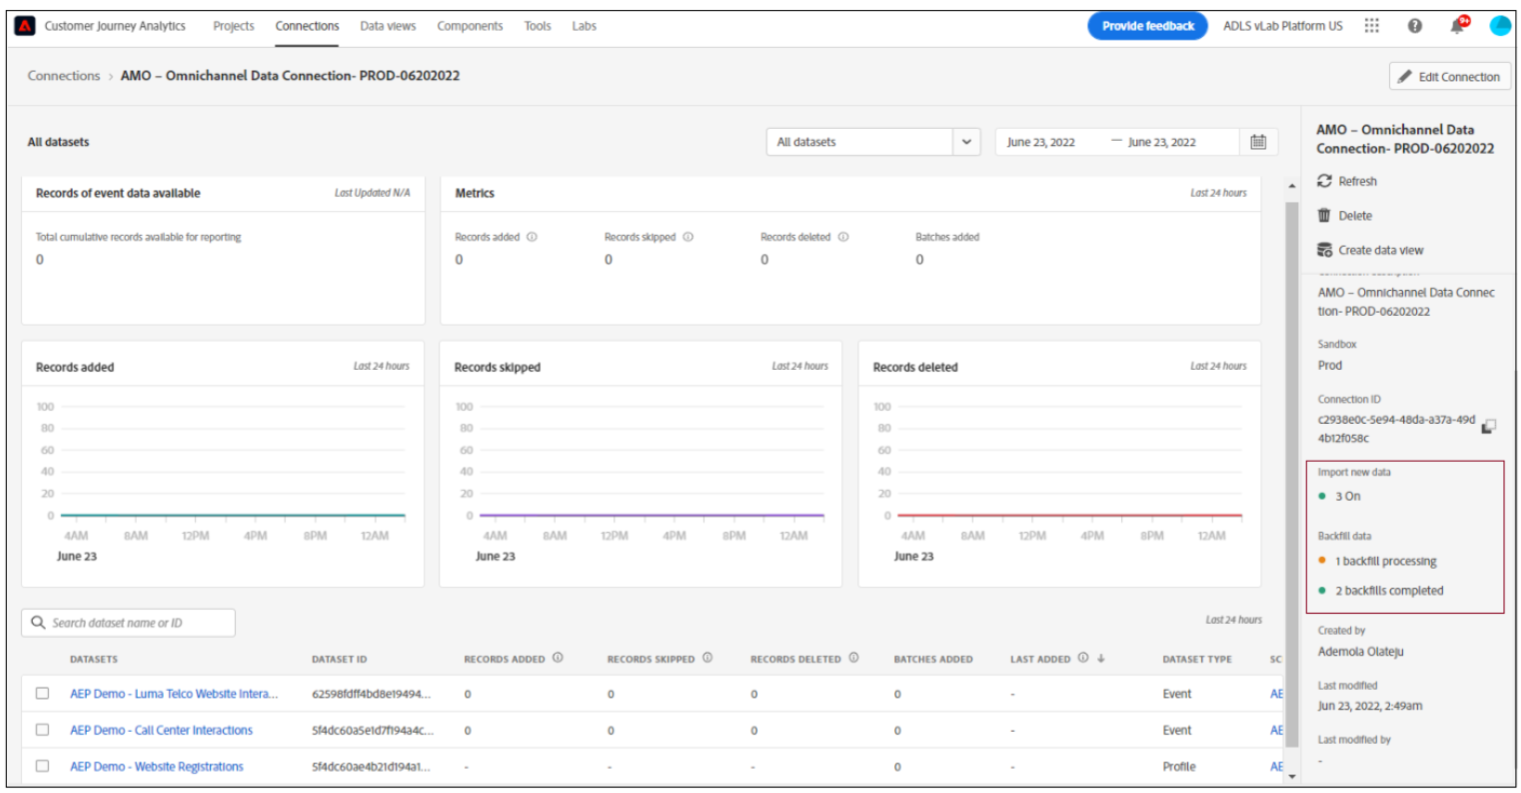 Customer Journey Analytics Projects Connections Data views Components Tools Labs Provide feedback ADLS vLab Platform US 9+
Connections > AMO – Omnichannel Data Connection- PROD-06202022 Edit Connection
All datasets All datasets June 23, 2022 — June 23, 2022
Records of event data available Last Updated N/A
Total cumulative records available for reporting
0
Metrics Last 24 hours
Records added Records skipped Records deleted Batches added
0 0 0 0
Records added Last 24 hours
100
80
60
40
20
0
4AM 8AM 12PM 4PM 8PM 12AM
June 23
Records skipped Last 24 hours
100
80
60
40
20
0
4AM 8AM 12PM 4PM 8PM 12AM
June 23
Records deleted Last 24 hours
100
80
60
40
20
0
4AM 8AM 12PM 4PM 8PM 12AM
June 23
Search dataset name or ID Last 24 hours
DATASETS DATASET ID RECORDS ADDED RECORDS SKIPPED RECORDS DELETED BATCHES ADDED LAST ADDED DATASET TYPE SC
AEP Demo - Luma Telco Website Intera... 62598fdff4bd8e19494... 0 0 0 0 - Event AE
AEP Demo - Call Center Interactions 5f4dc60a5e1d7f194a4c... 0 0 0 0 - Event AE
AEP Demo - Website Registrations 5f4dc60ae4b21d194a1... - - - 0 - Profile AE
AMO – Omnichannel Data
Connection- PROD-06202022
Refresh
Delete
Create data view
Connection description
AMO – Omnichannel Data Connec
tion- PROD-06202022
Sandbox
Prod
Connection ID
c2938e0c-5e94-48da-a37a-49d
4b12f058c
Import new data
3 On
Backfill data
1 backfill processing
2 backfills completed
Created by
Ademola Olateju
Last modified
Jun 23, 2022, 2:49am
Last modified by
-